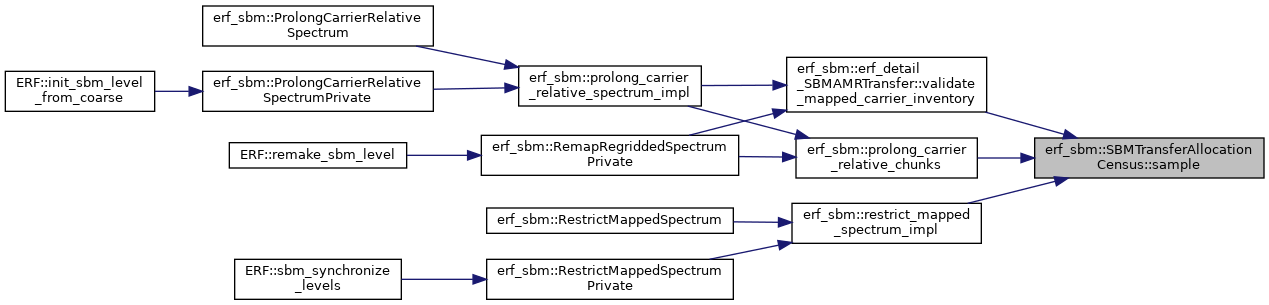 erf_sbm::ProlongCarrierRelative
Spectrum
ERF::init_sbm_level
_from_coarse
erf_sbm::ProlongCarrierRelative
SpectrumPrivate
erf_sbm::prolong_carrier
_relative_spectrum_impl
erf_sbm::erf_detail
_SBMAMRTransfer::validate
_mapped_carrier_inventory
ERF::remake_sbm_level
erf_sbm::RemapRegriddedSpectrum
Private
erf_sbm::prolong_carrier
_relative_chunks
erf_sbm::SBMTransferAllocation
Census::sample
erf_sbm::RestrictMappedSpectrum
erf_sbm::restrict_mapped
_spectrum_impl
ERF::sbm_synchronize
_levels
erf_sbm::RestrictMappedSpectrum
Private